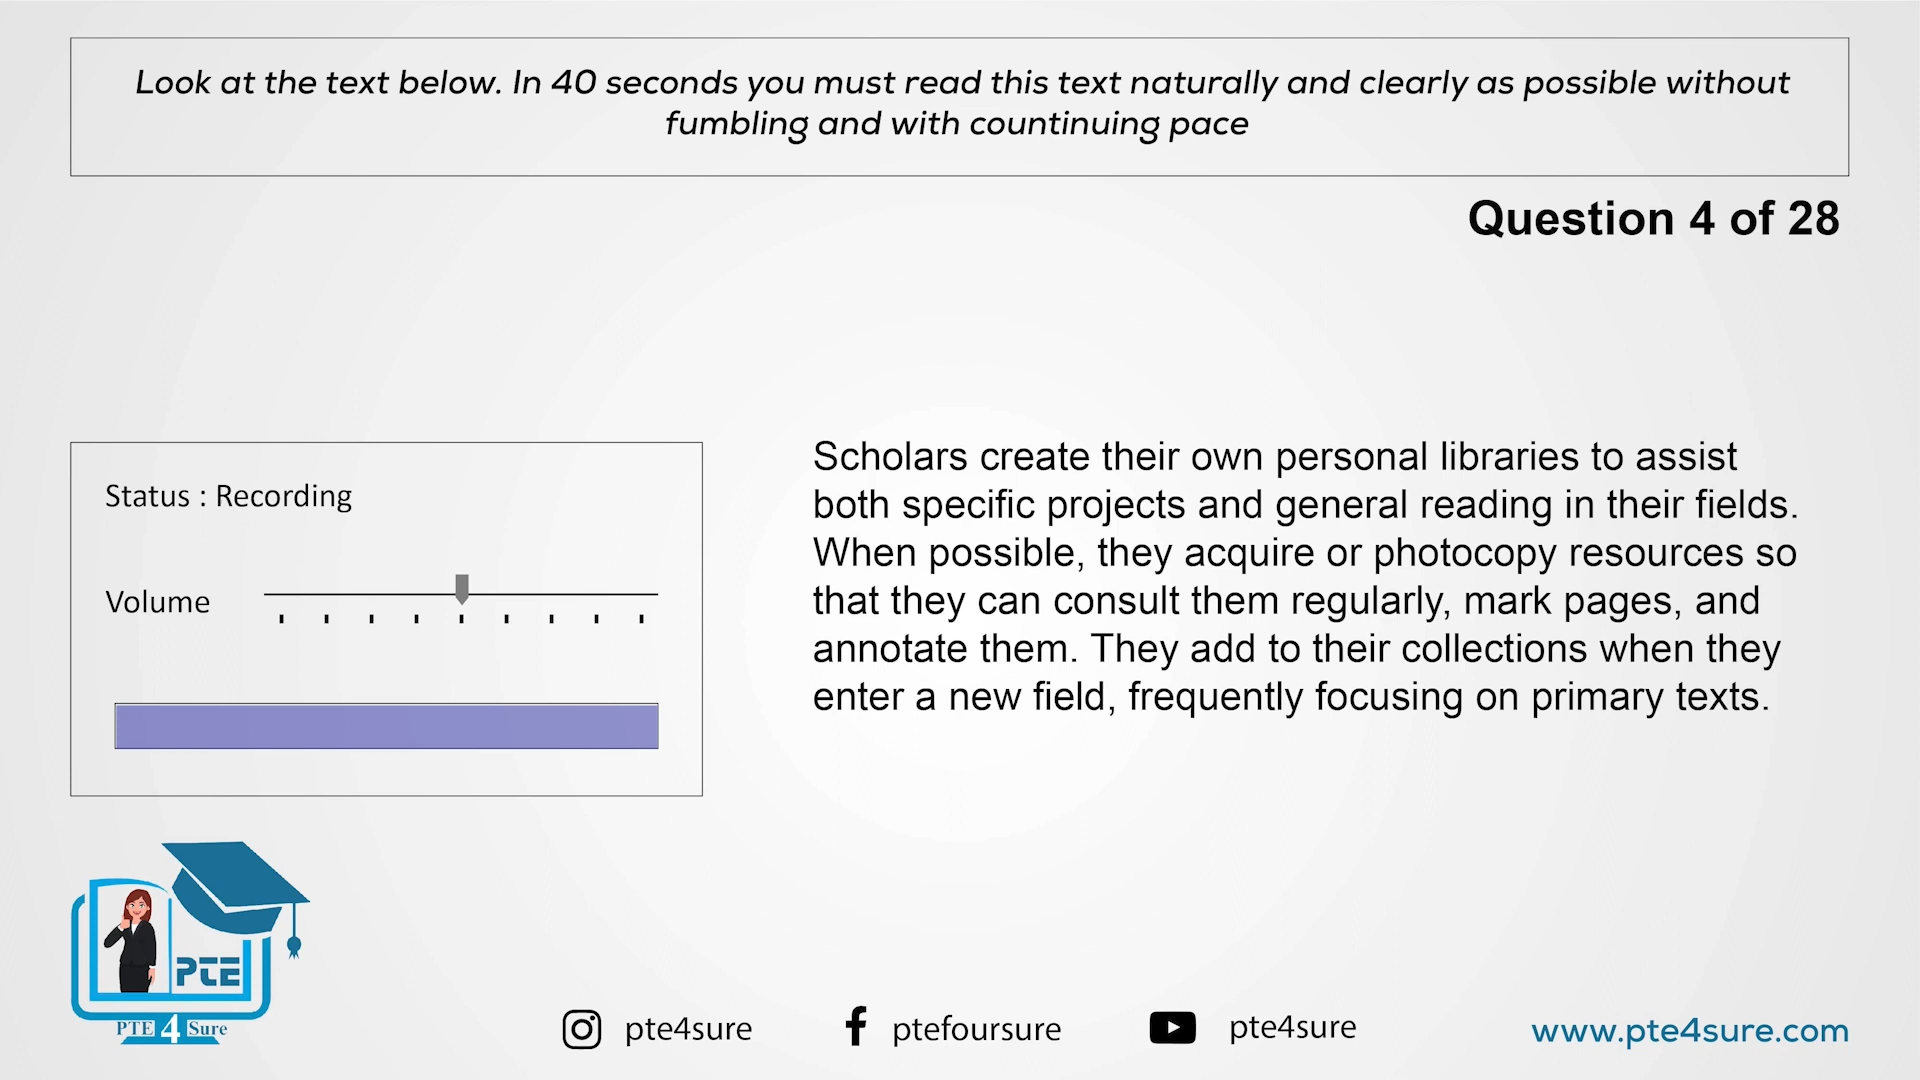 Look at the text below. In 40 seconds you must read this text naturally and clearly as possible without
fumbling and with countinuing pace
Question 4 of 28
Status : Recording
Volume
Scholars create their own personal libraries to assist
both specific projects and general reading in their fields.
When possible, they acquire or photocopy resources so
that they can consult them regularly, mark pages, and
annotate them. They add to their collections when they
enter a new field, frequently focusing on primary texts.
PTE
PTE 4 Sure
pte4sure
ptefoursure
pte4sure
www.pte4sure.com